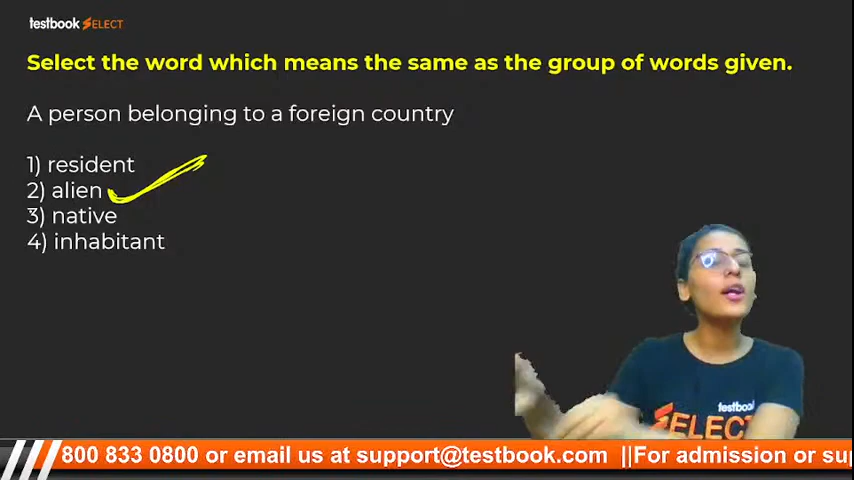 testbook SELECT
Select the word which means the same as the group of words given.
A person belonging to a foreign country
1) resident
2) alien
3) native
4) inhabitant
testbook
SELECT
800 833 0800 or email us at support@testbook.com ||For admission or su